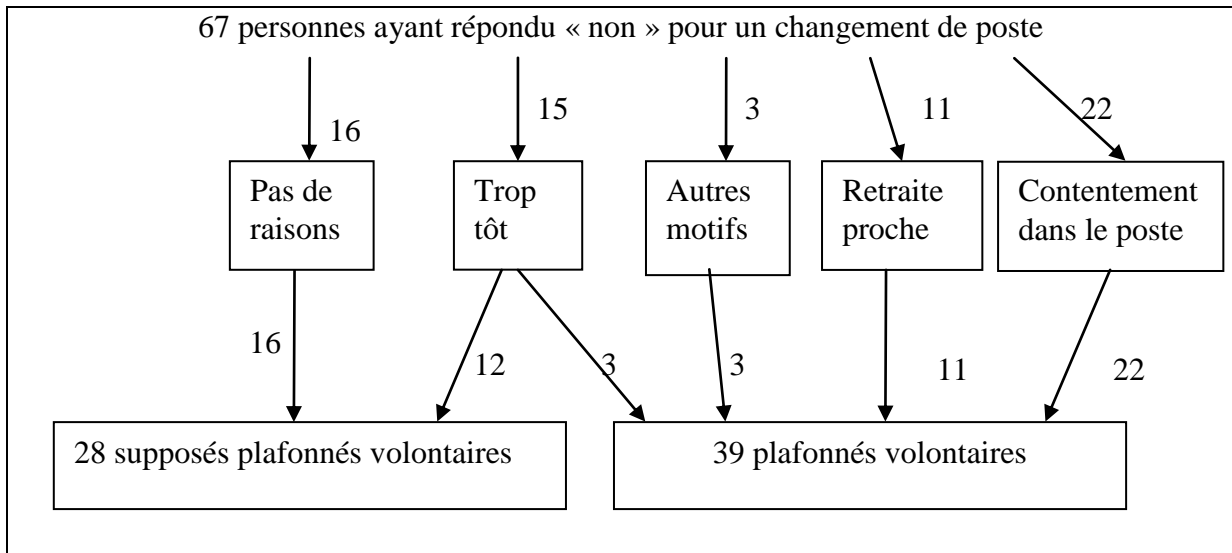 67 personnes ayant répondu « non » pour un changement de poste
16
15
3
11
22
Pas de
raisons
Trop
tôt
Autres
motifs
Retraite
proche
Contentement
dans le poste
16
12
3
3
11
22
28 supposés plafonnés volontaires
39 plafonnés volontaires